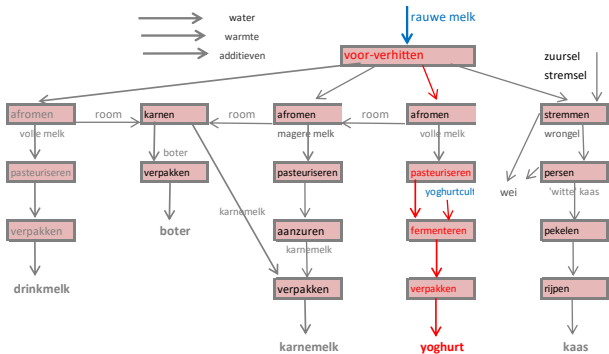 water
warmte
additieven
rauwe melk
voor-verhitten
zuursel
stremsel
afromen
room
karnen
room
afromen
room
afromen
stremmen
volle melk
magere melk
volle melk
wrongel
boter
pasteuriseren
verpakken
pasteuriseren
pasteuriseren
persen
wei
yoghurtcult
'witte' kaas
karnemelk
verpakken
boter
aanzuren
fermenteren
pekelen
karnemelk
drinkmelk
verpakken
verpakken
rijpen
karnemelk
yoghurt
kaas